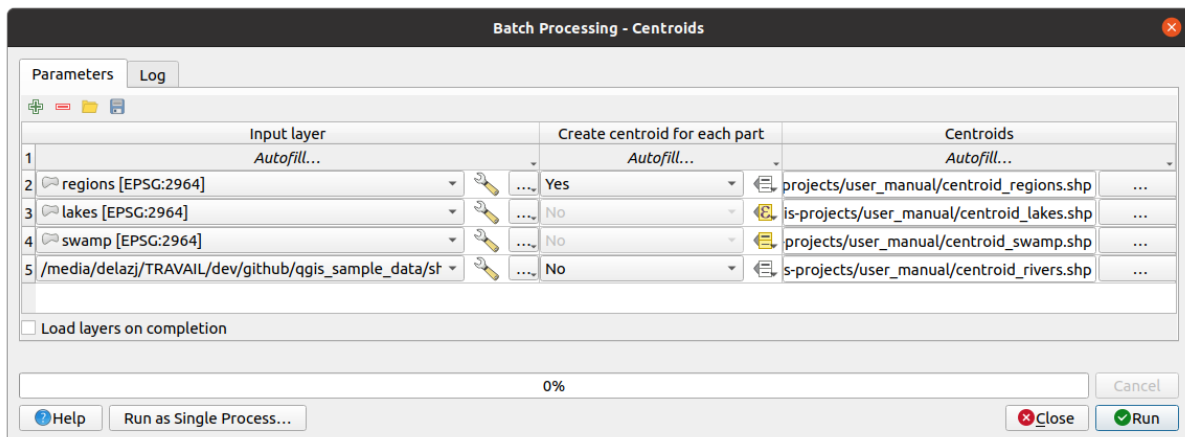 Batch Processing - Centroids
Parameters Log
Input layer Create centroid for each part Centroids
1 Autofill... Autofill... Autofill...
2 regions [EPSG:2964] ... Yes projects/user_manual/centroid_regions.shp ...
3 lakes [EPSG:2964] ... No is-projects/user_manual/centroid_lakes.shp ...
4 swamp [EPSG:2964] ... No projects/user_manual/centroid_swamp.shp ...
5 /media/delazj/TRAVAIL/dev/github/qgis_sample_data/sh ... No s-projects/user_manual/centroid_rivers.shp ...
Load layers on completion
0% Cancel
Help Run as Single Process... Close Run